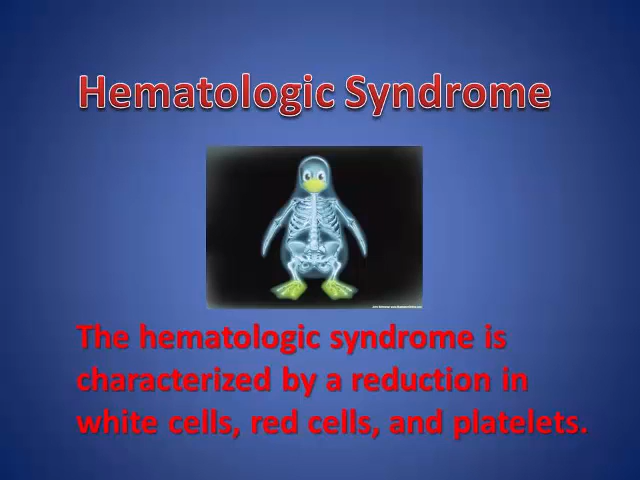 Hematologic Syndrome
The hematologic syndrome is
characterized by a reduction in
white cells, red cells, and platelets.